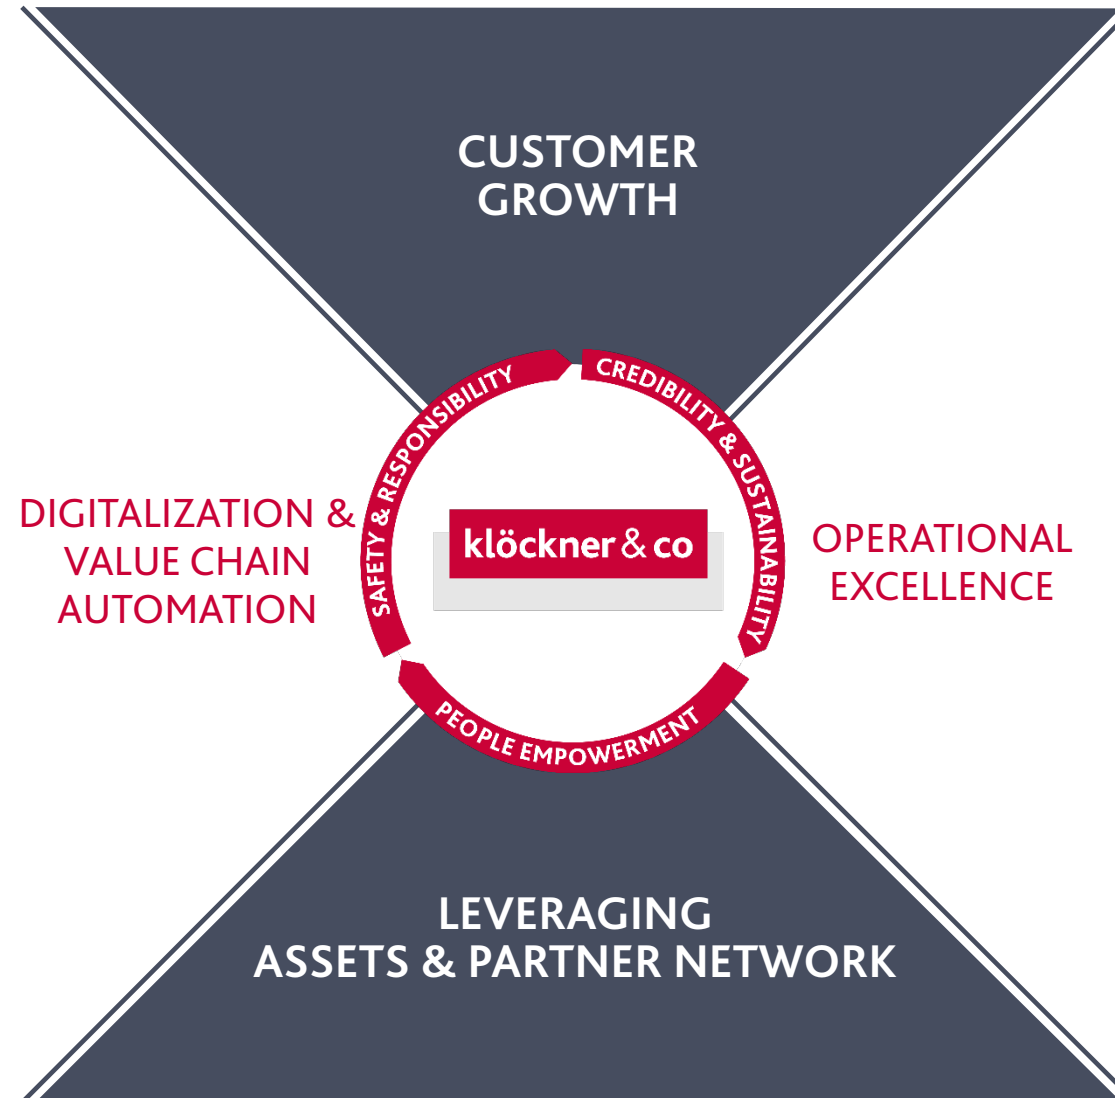 CUSTOMER
GROWTH
SAFETY & RESPONSIBILITY
CREDIBILITY & SUSTAINABILITY
DIGITALIZATION &
VALUE CHAIN
AUTOMATION
klöckner & co
OPERATIONAL
EXCELLENCE
PEOPLE EMPOWERMENT
LEVERAGING
ASSETS & PARTNER NETWORK